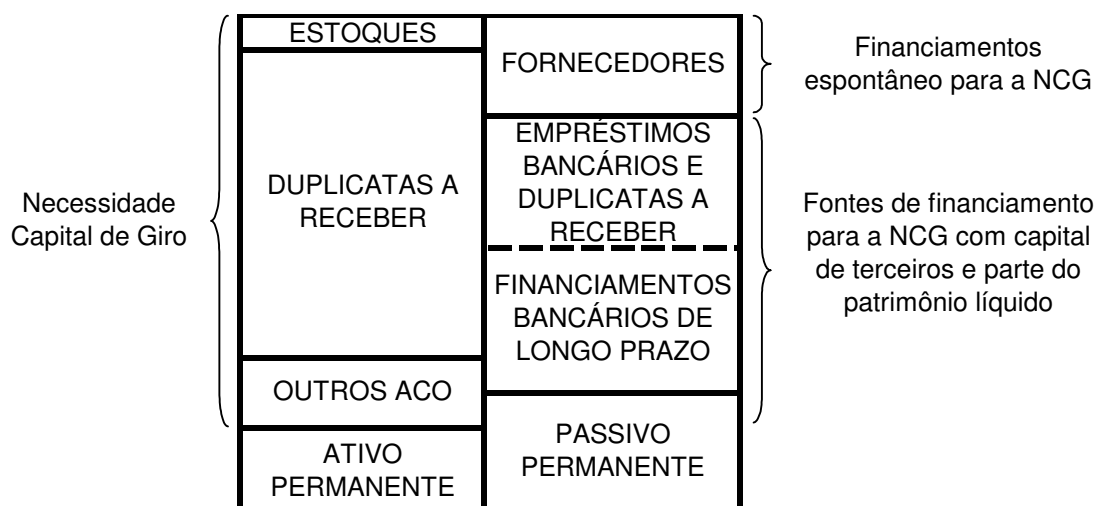 Necessidade
Capital de Giro
ESTOQUES
DUPLICATAS A
RECEBER
OUTROS ACO
ATIVO
PERMANENTE
FORNECEDORES
EMPRÉSTIMOS
BANCÁRIOS E
DUPLICATAS A
RECEBER
FINANCIAMENTOS
BANCÁRIOS DE
LONGO PRAZO
PASSIVO
PERMANENTE
Financiamentos
espontâneo para a NCG
Fontes de financiamento
para a NCG com capital
de terceiros e parte do
patrimônio líquido